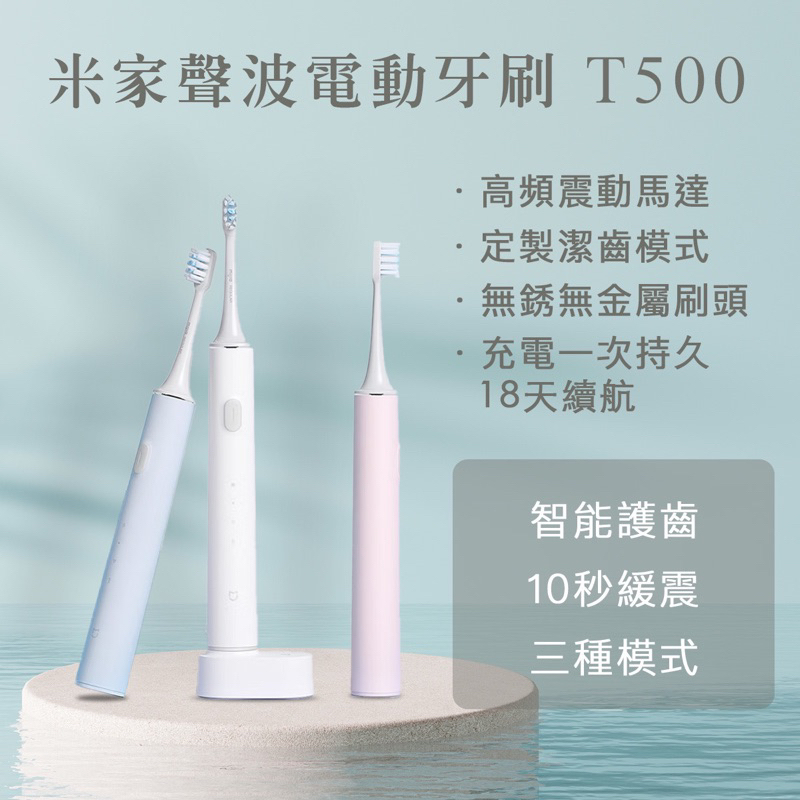 米家聲波電動牙刷 T500
· 高頻震動馬達
· 定製潔齒模式
· 無銹無金屬刷頭
· 充電一次持久
18天續航
智能護齒
10秒緩震
三種模式